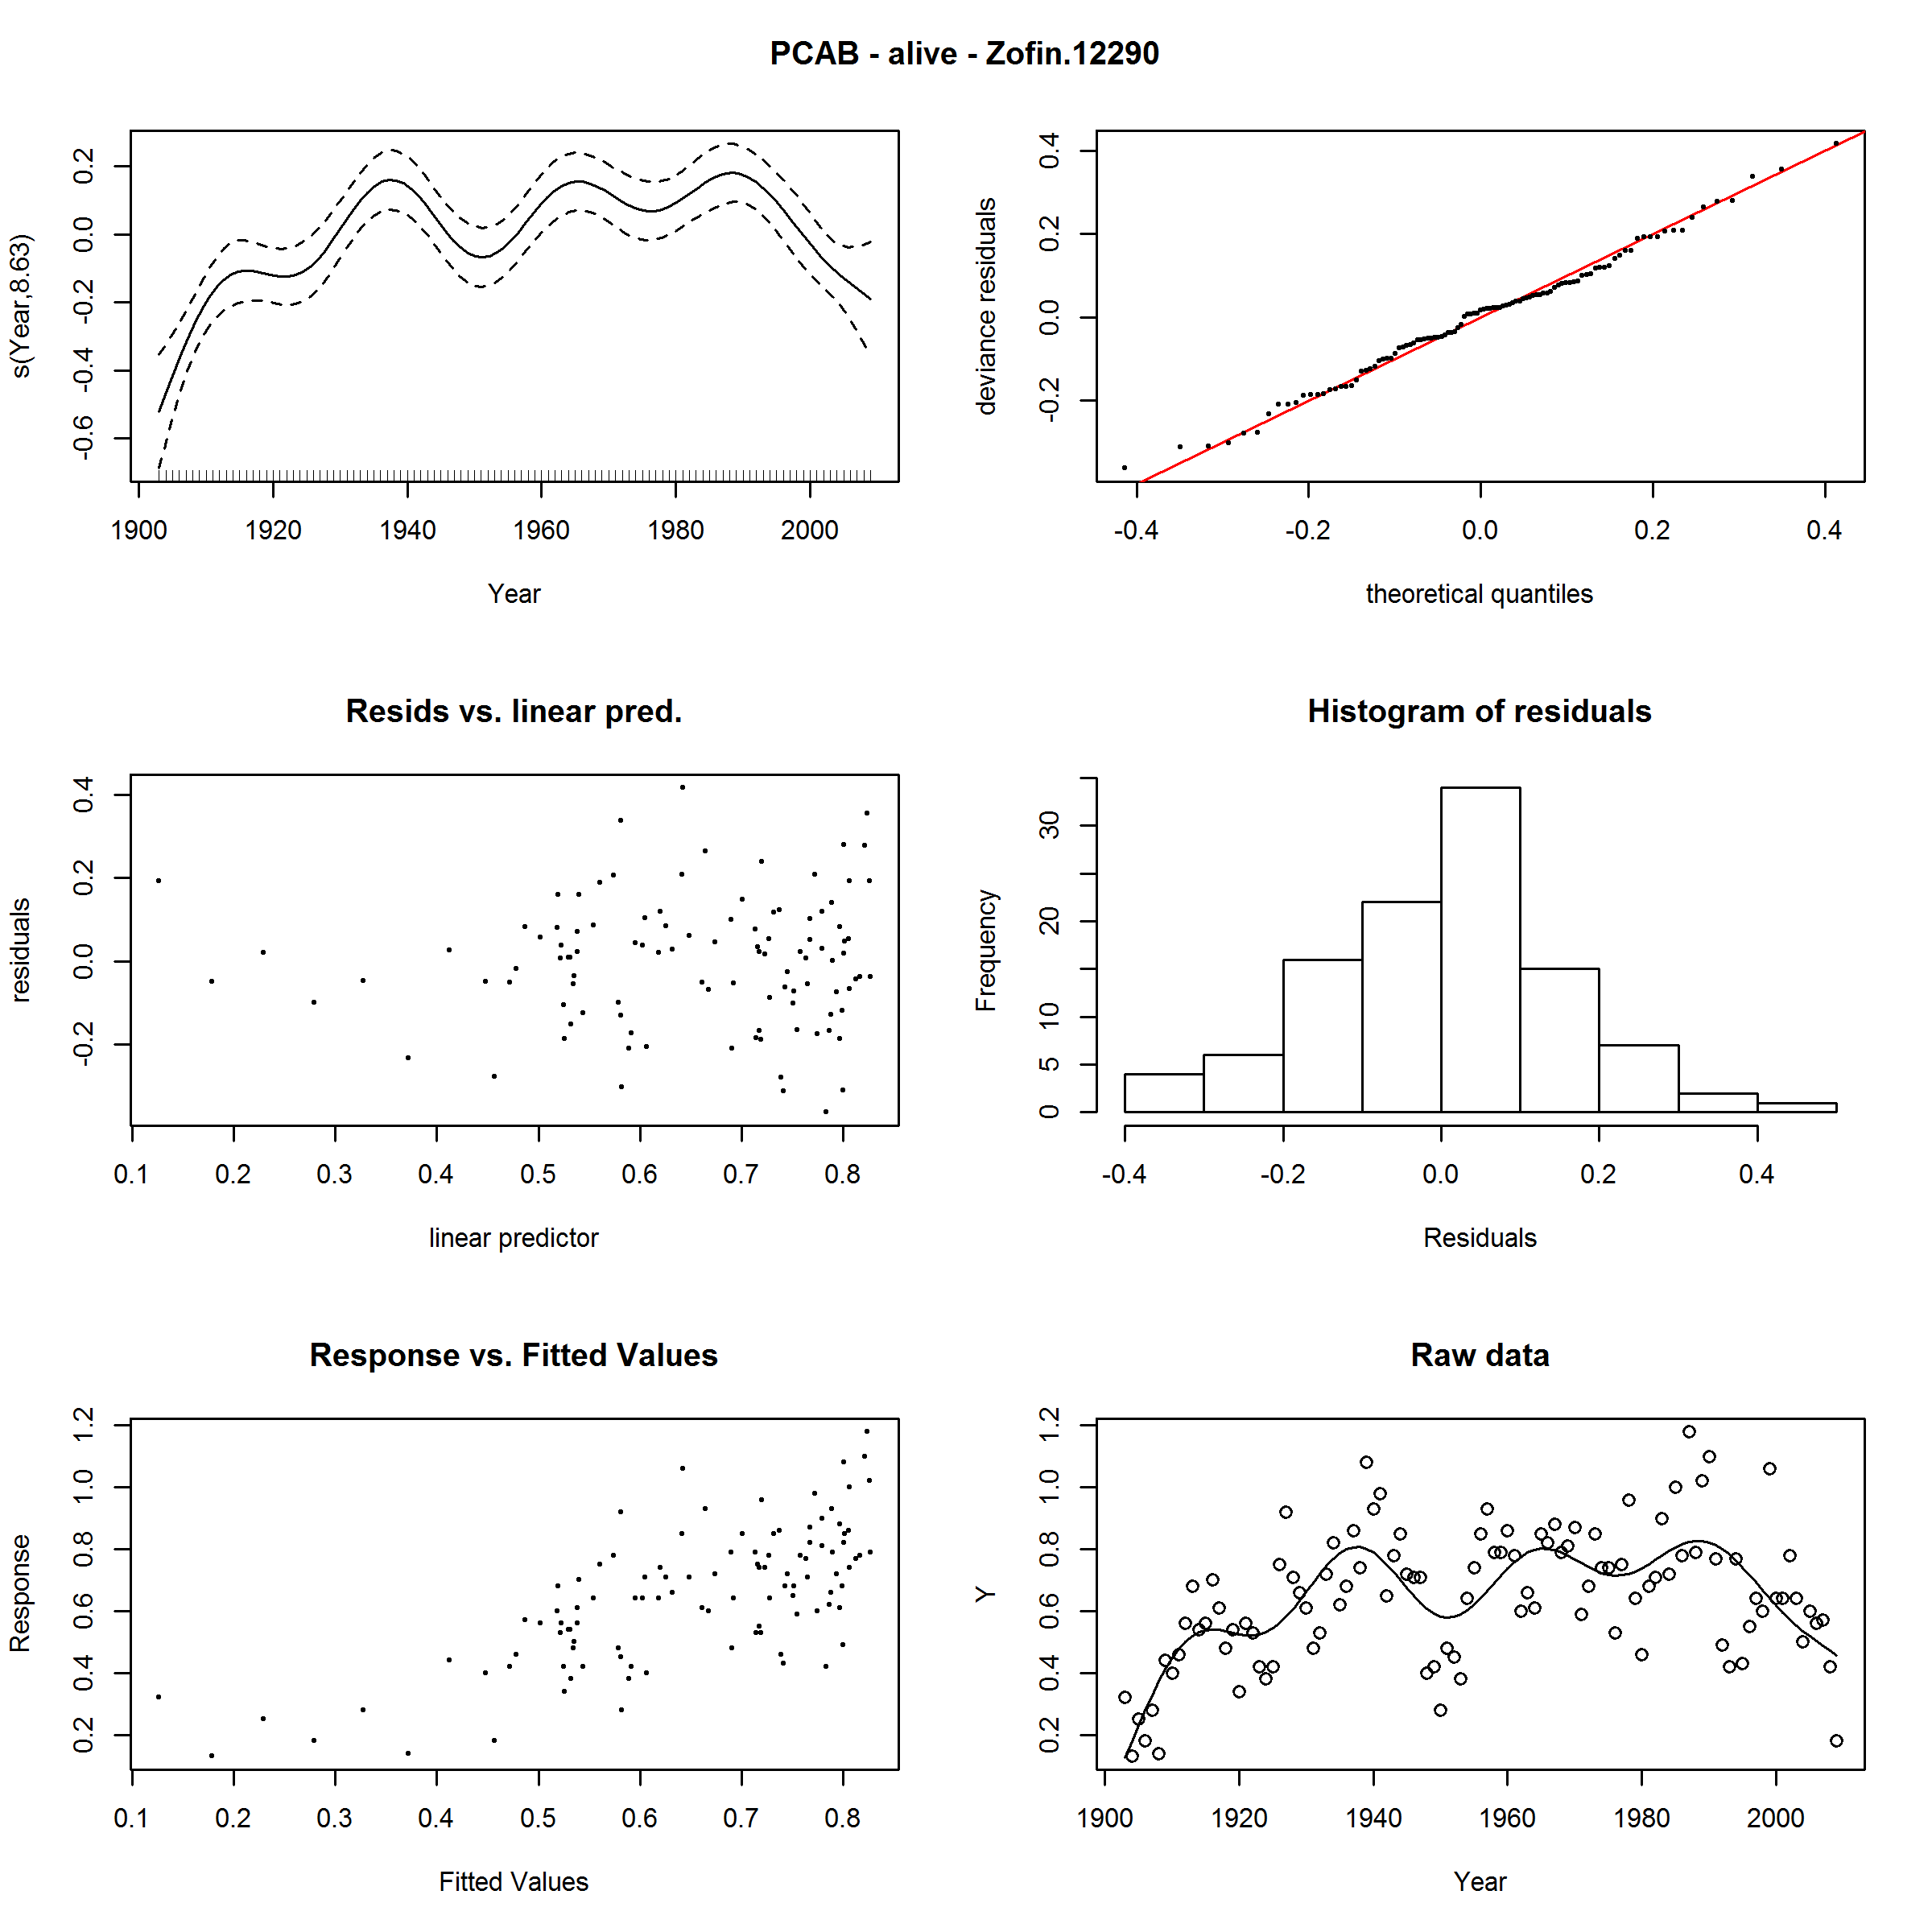 PCAB - alive - Zofin.12290
s(Year,8.63)
0.2
0.0
-0.2
-0.4
-0.6
1900 1920 1940 1960 1980 2000
Year
deviance residuals
0.4
0.2
0.0
-0.2
-0.4 -0.2 0.0 0.2 0.4
theoretical quantiles
Resids vs. linear pred.
residuals
0.4
0.2
0.0
-0.2
0.1 0.2 0.3 0.4 0.5 0.6 0.7 0.8
linear predictor
Histogram of residuals
Frequency
30
20
10
5
0
-0.4 -0.2 0.0 0.2 0.4
Residuals
Response vs. Fitted Values
Response
1.2
1.0
0.8
0.6
0.4
0.2
0.1 0.2 0.3 0.4 0.5 0.6 0.7 0.8
Fitted Values
Raw data
Y
1.2
1.0
0.8
0.6
0.4
0.2
1900 1920 1940 1960 1980 2000
Year